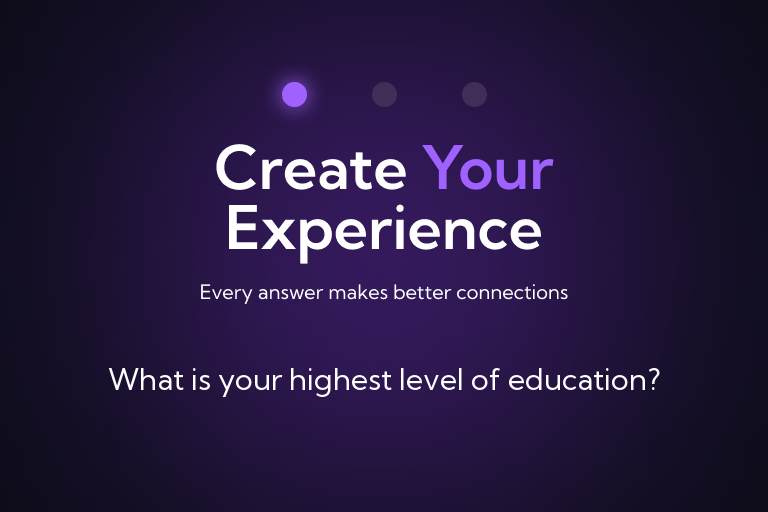 Create Your
Experience
Every answer makes better connections
What is your highest level of education?